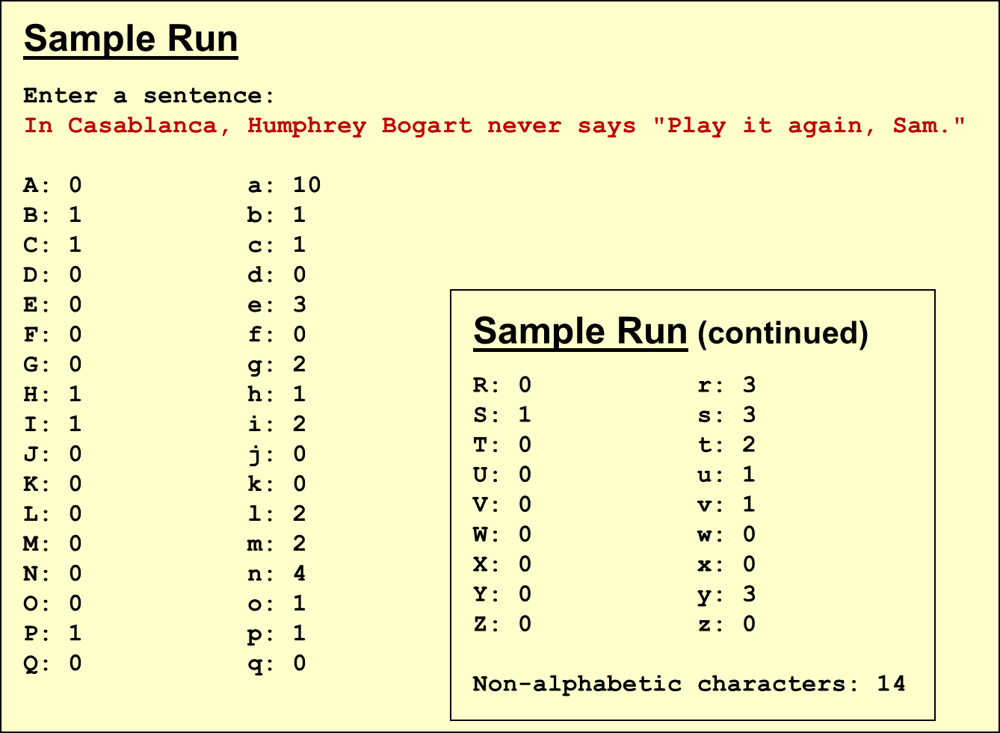 Sample Run
Enter a sentence:
In Casablanca, Humphrey Bogart never says "Play it again, Sam."
A: 0 a: 10
B: 1 b: 1
C: 1 c: 1
D: 0 d: 0
E: 0 e: 3
F: 0 f: 0
G: 0 g: 2
H: 1 h: 1
I: 1 i: 2
J: 0 j: 0
K: 0 k: 0
L: 0 l: 2
M: 0 m: 2
N: 0 n: 4
O: 0 o: 1
P: 1 p: 1
Q: 0 q: 0
Sample Run (continued)
R: 0 r: 3
S: 1 s: 3
T: 0 t: 2
U: 0 u: 1
V: 0 v: 1
W: 0 w: 0
X: 0 x: 0
Y: 0 y: 3
Z: 0 z: 0
Non-alphabetic characters: 14